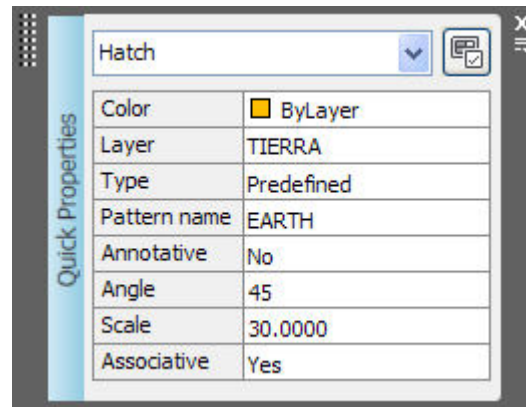 Quick Properties
Hatch
Color ByLayer
Layer TIERRA
Type Predefined
Pattern name EARTH
Annotative No
Angle 45
Scale 30.0000
Associative Yes